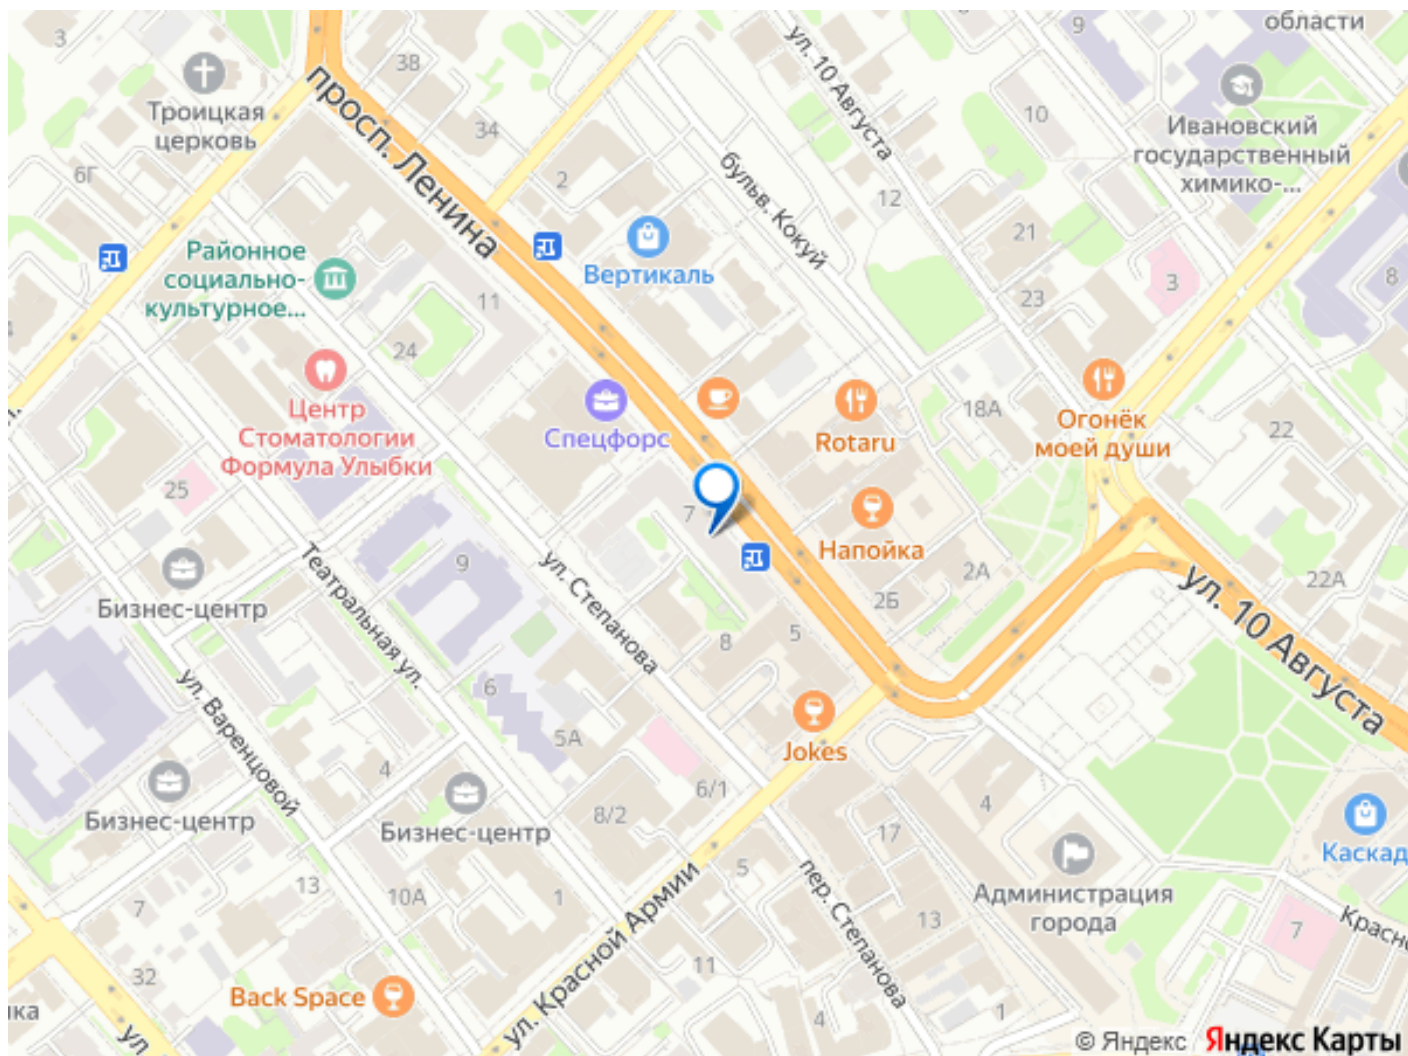 3
3В
9
области
Троицкая
церковь
просп. Ленина
34
ул. 10 Августа
10
Ивановский
государственный
химико-...
6Г
2
бульв. Кокуй
12
21
Районное
социально-
культурное...
Вертикаль
3
8
11
23
24
Центр
Стоматологии
Формула Улыбки
Спецфорс
Rotaru
18А
Огонёк
моей души
22
25
7
Напойка
9
2А
22А
Бизнес-центр
Театральная ул.
ул. Степанова
2Б
ул. 10 Августа
8
5
6
5А
Jokes
ул. Варенцовой
4
Бизнес-центр
Бизнес-центр
6/1
8/2
4
17
Каскад
5
Администрация
города
13
10А
1
7
13
пер. Степанова
7
Красно
32
11
ул. Красной Армии
Back Space
4
1
ка
ул
© Яндекс
Яндекс Карты